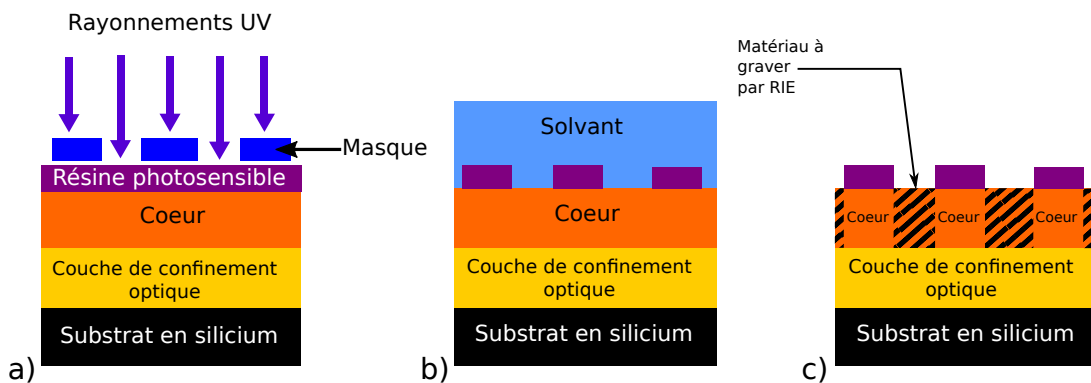 Rayonnements UV
Masque
Résine photosensible
Coeur
Couche de confinement
optique
Substrat en silicium
a)
Solvant
Coeur
Couche de confinement
optique
Substrat en silicium
b)
Matériau à
graver
par RIE
Coeur Coeur Coeur
Couche de confinement
optique
Substrat en silicium
c)